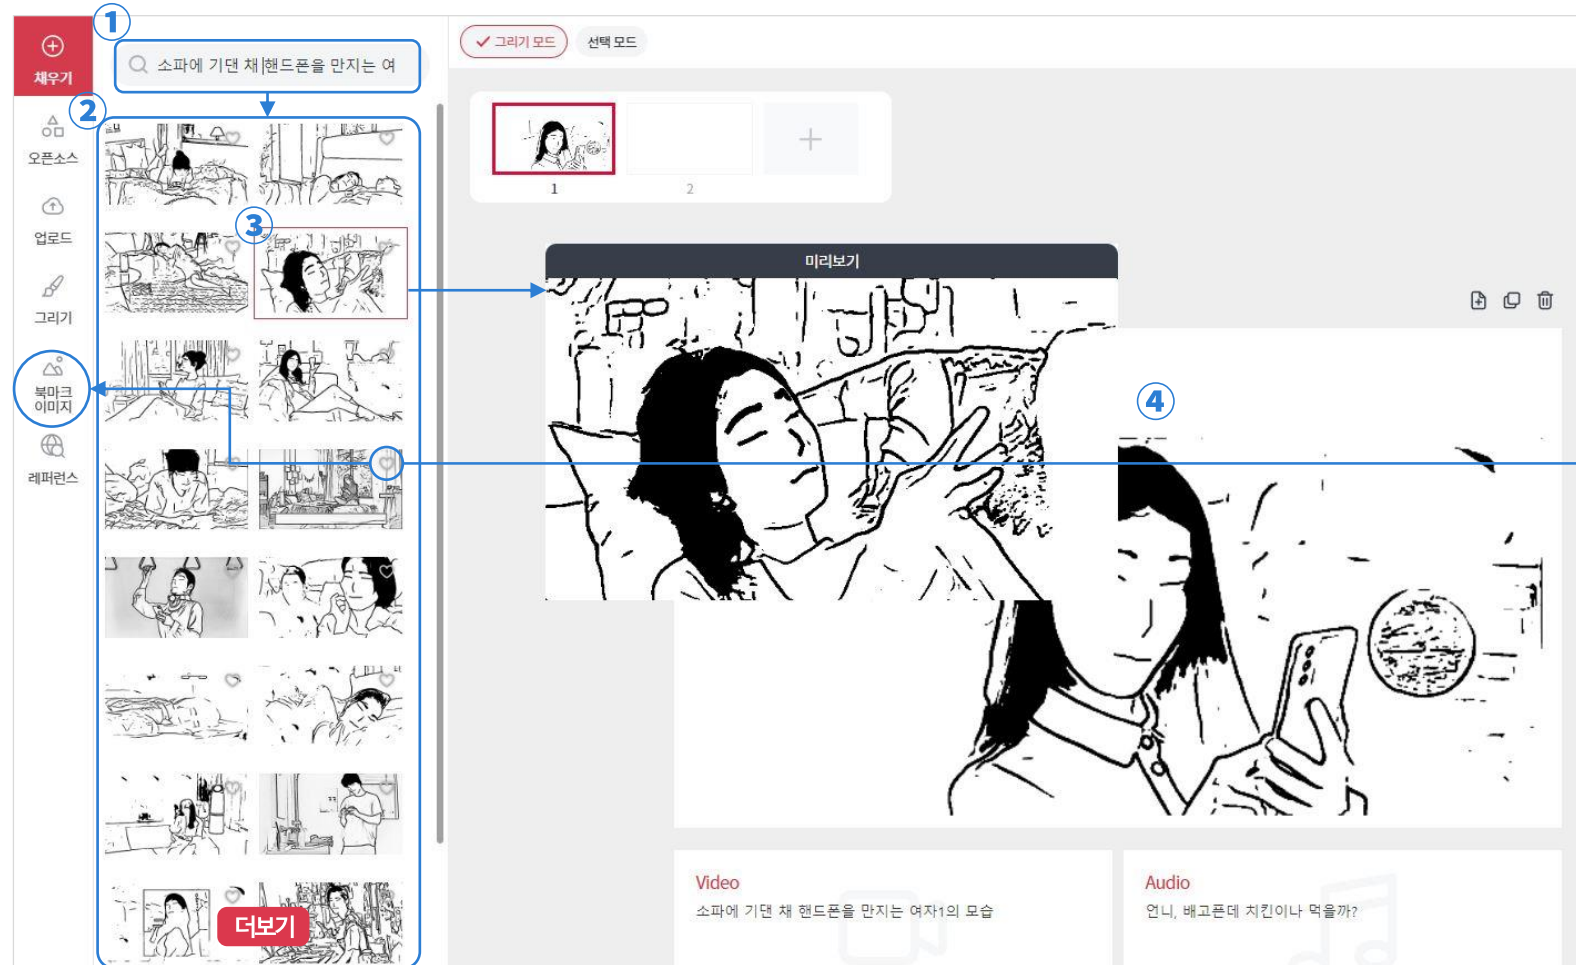 ①
채우기
소파에 기댄 채 핸드폰을 만지는 여
그리기 모드
선택 모드
②
오픈소스
업로드
그리기
북마크
이미지
레퍼런스
③
더보기
1
2
미리보기
④
Video
소파에 기댄 채 핸드폰을 만지는 여자1의 모습
Audio
언니, 배고픈데 치킨이나 먹을까?